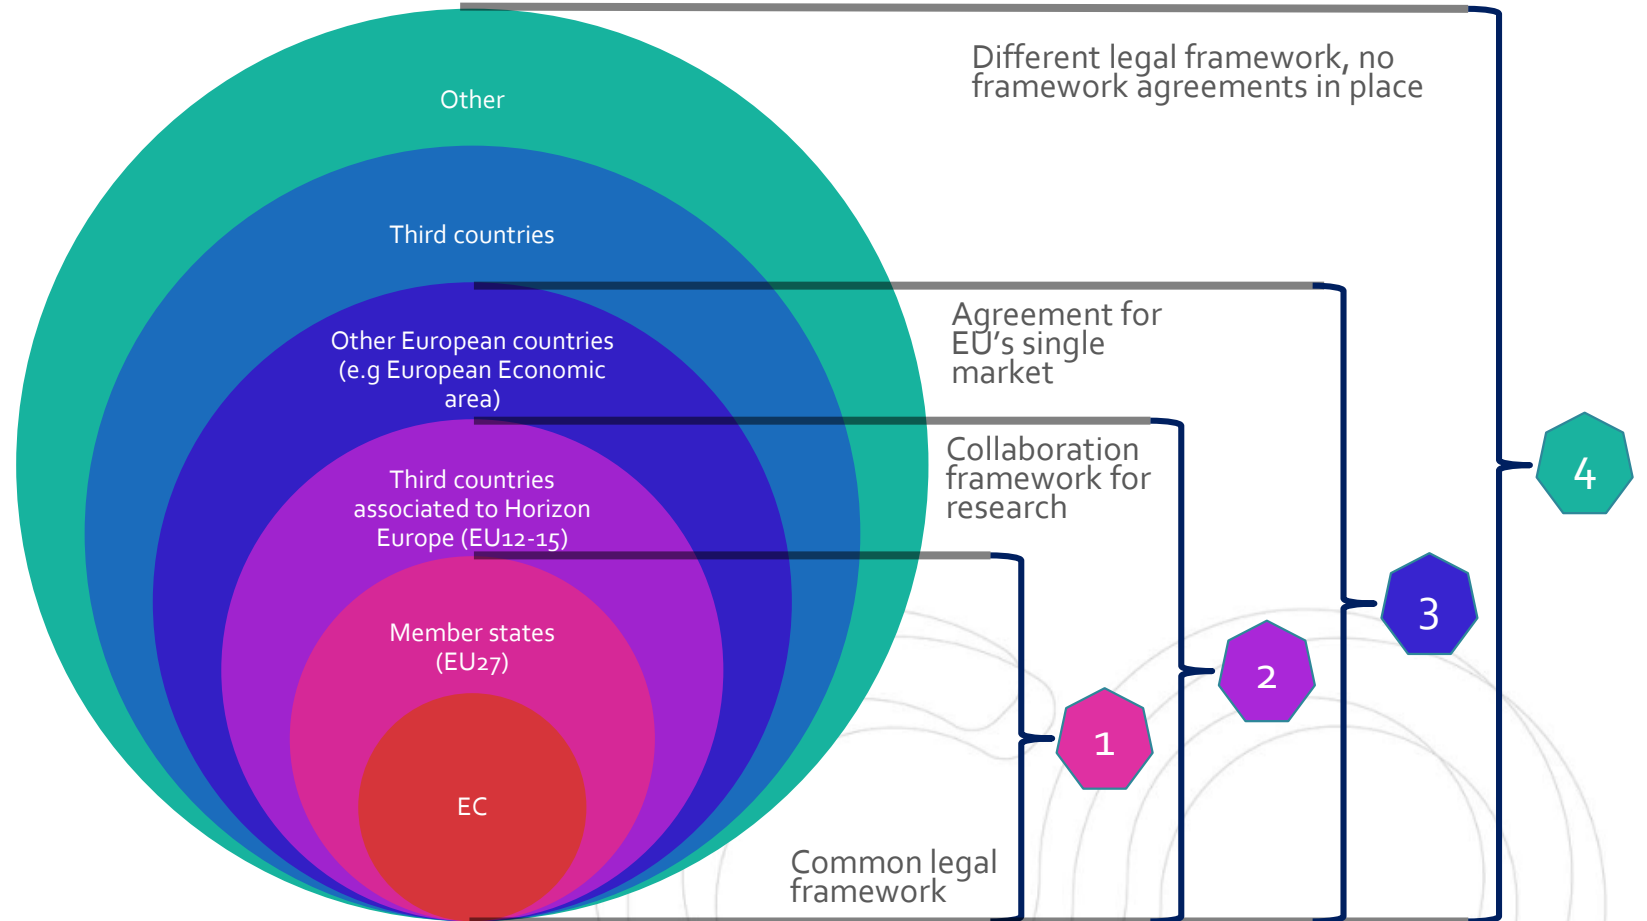 Different legal framework, no
framework agreements in place
Other
Third countries
Agreement for
EU's single
market
Other European countries
(e.g European Economic
area)
Collaboration
framework for
research
Third countries
associated to Horizon
Europe (EU12-15)
4
3
Member states
(EU27)
2
1
EC
Common legal
framework